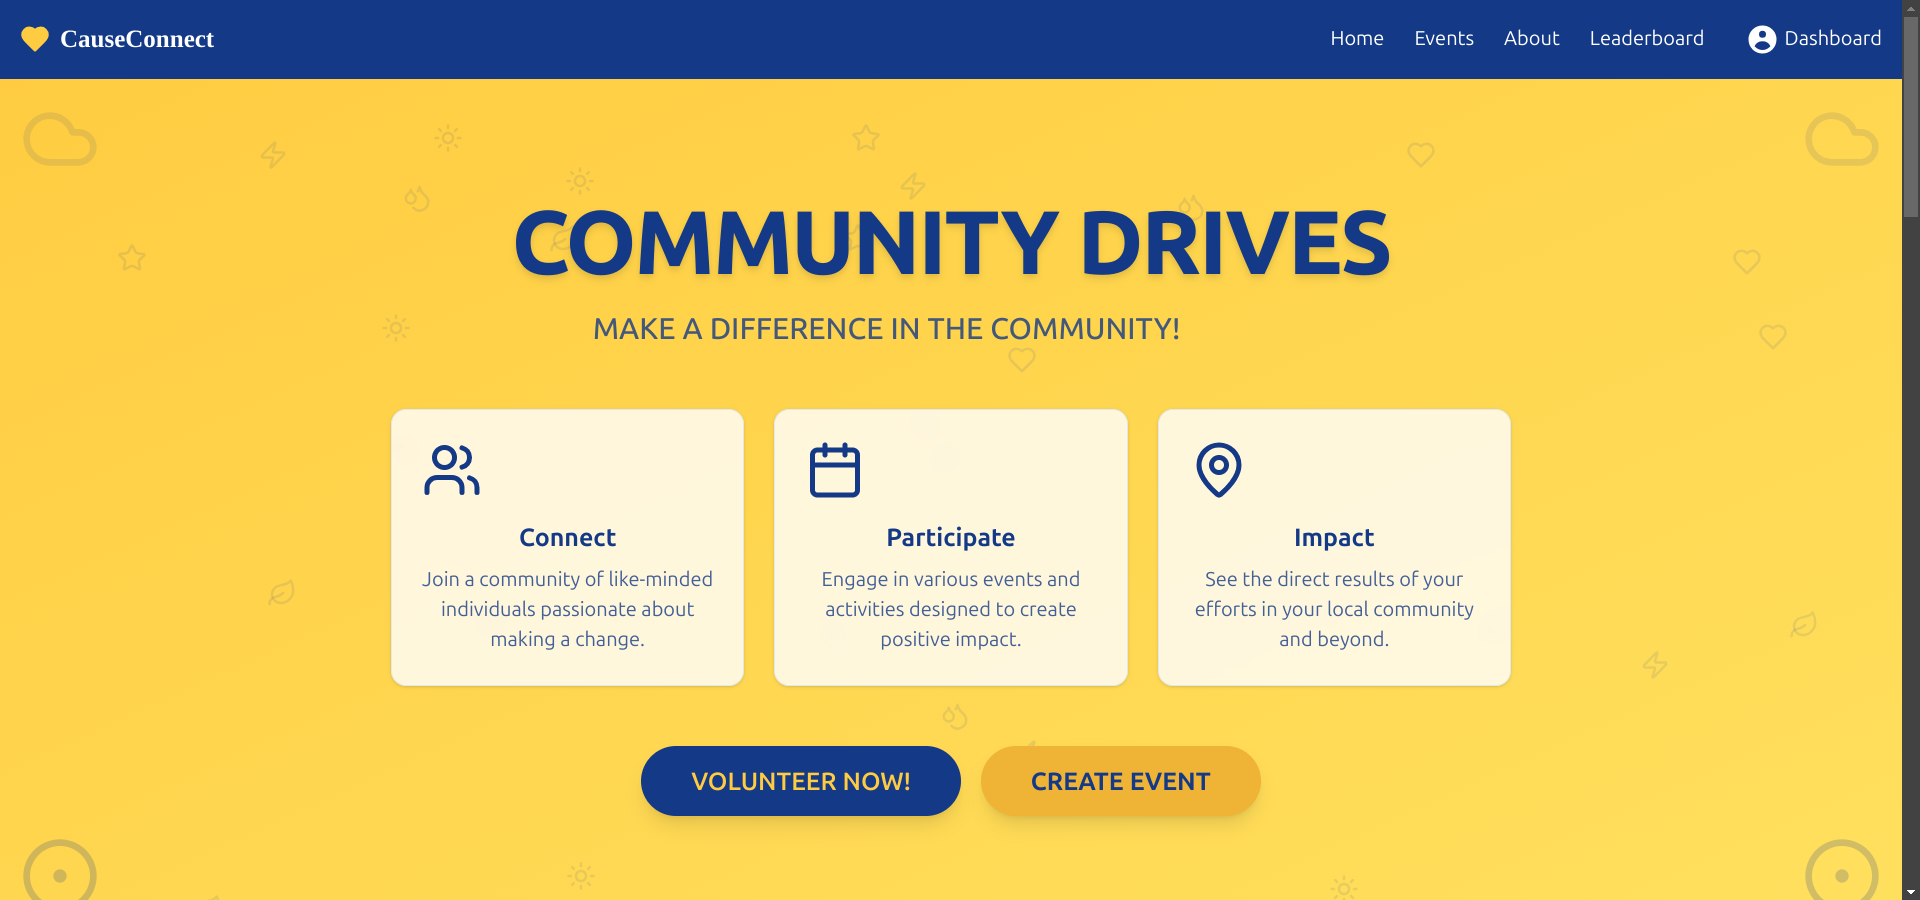 CauseConnect
Home
Events
About
Leaderboard
Dashboard
COMMUNITY DRIVES
MAKE A DIFFERENCE IN THE COMMUNITY!
Connect
Join a community of like-minded
individuals passionate about
making a change.
Participate
Engage in various events and
activities designed to create
positive impact.
Impact
See the direct results of your
efforts in your local community
and beyond.
VOLUNTEER NOW!
CREATE EVENT